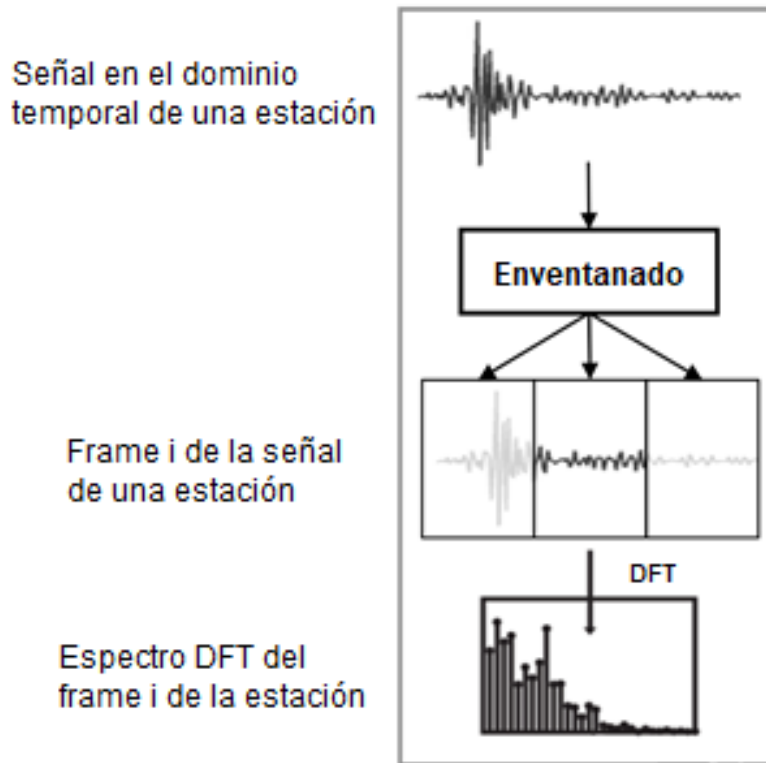 Señal en el dominio
temporal de una estación
Enventanado
Frame i de la señal
de una estación
DFT
Espectro DFT del
frame i de la estación